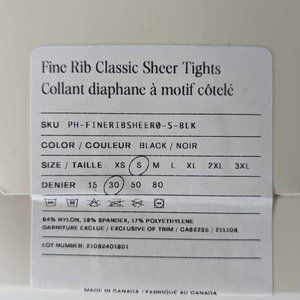 Fine Rib Classic Sheer Tights
Collant diaphane à motif côtelé
SKU PH-FINERIBSHEER0-S-BLK
COLOR / COULEUR BLACK / NOIR
SIZE / TAILLE XS S M L XL 2XL 3XL
DENIER 15 30 50 80
64% NYLON, 19% SPANDEX, 17% POLYETHYLENE
GARNITURE EXCLUE / EXCLUSIVE OF TRIM / CA62235 / 211108
LOT NUMBER: 21092401801
MADE IN CANADA / FABRIQUÉ AU CANADA